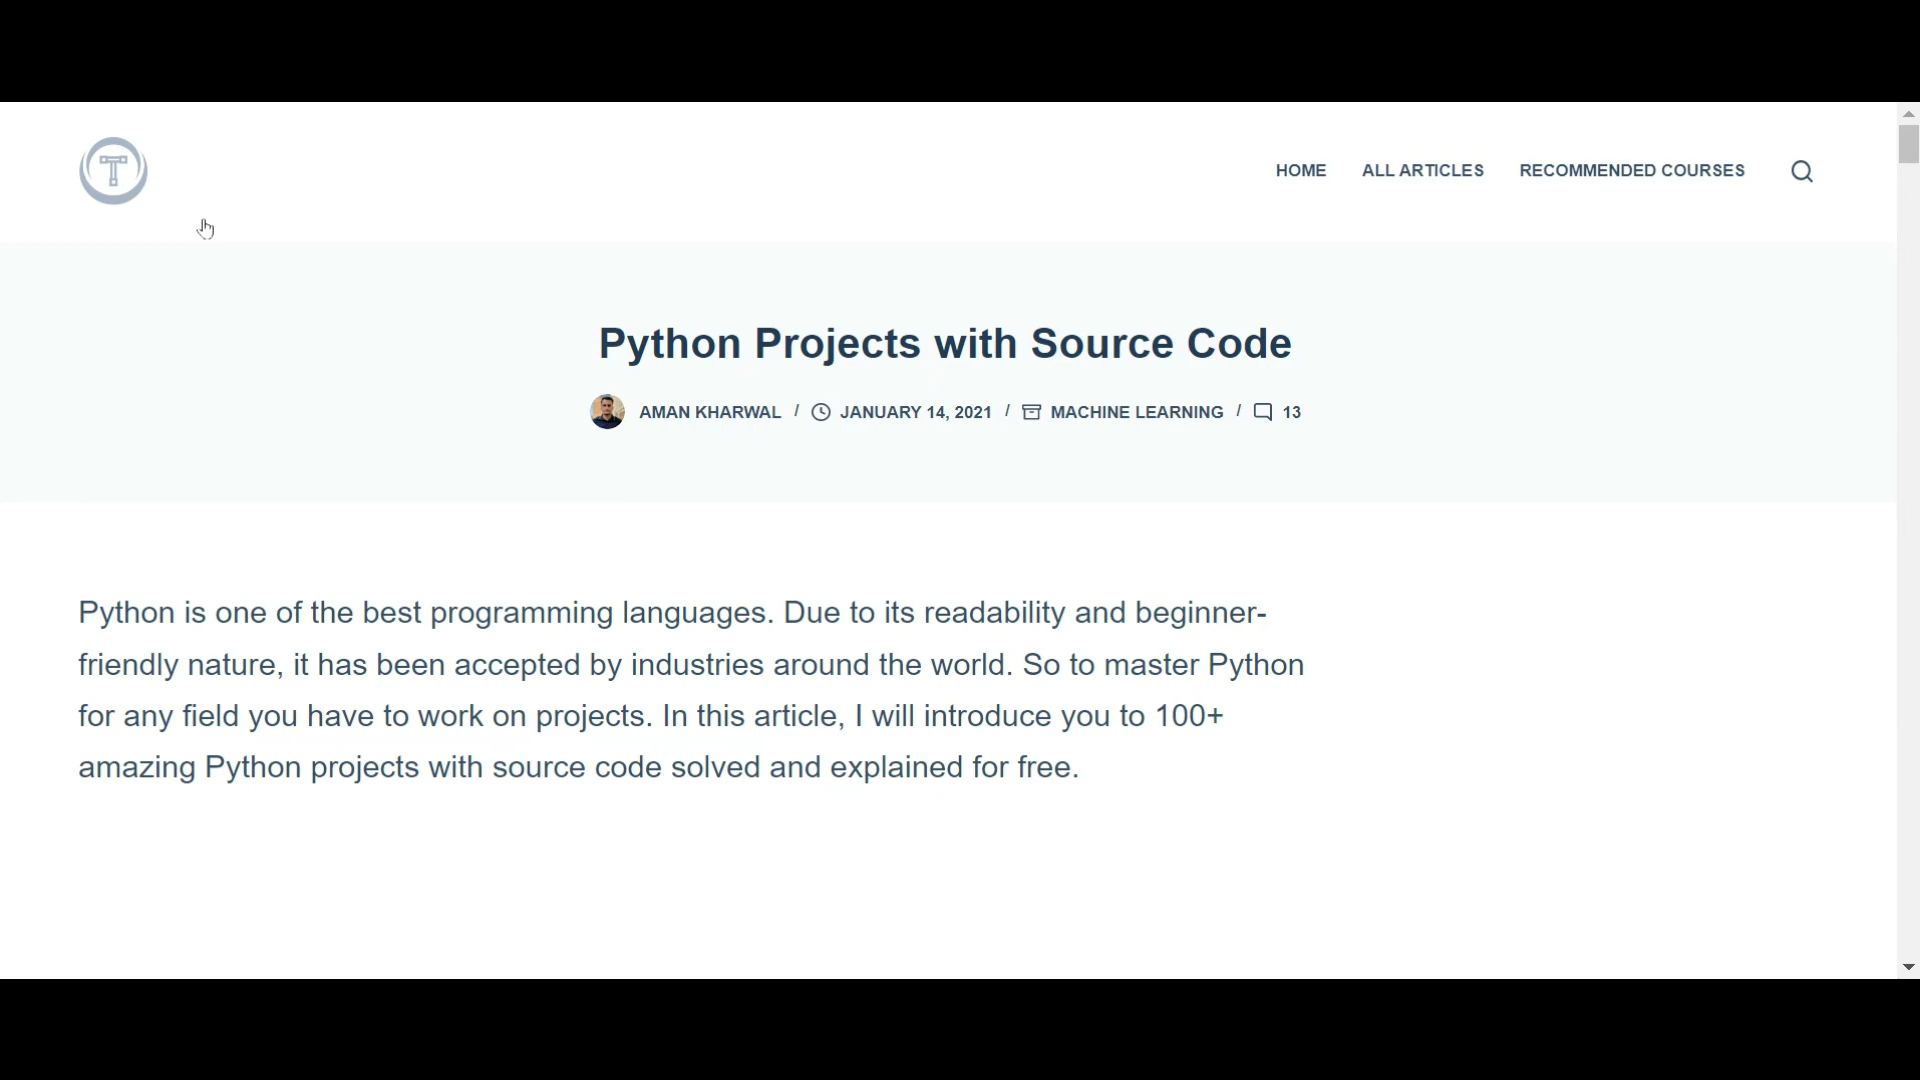 T
HOME ALL ARTICLES RECOMMENDED COURSES
Python Projects with Source Code
AMAN KHARWAL / JANUARY 14, 2021 / MACHINE LEARNING / 13
Python is one of the best programming languages. Due to its readability and beginner-
friendly nature, it has been accepted by industries around the world. So to master Python
for any field you have to work on projects. In this article, I will introduce you to 100+
amazing Python projects with source code solved and explained for free.